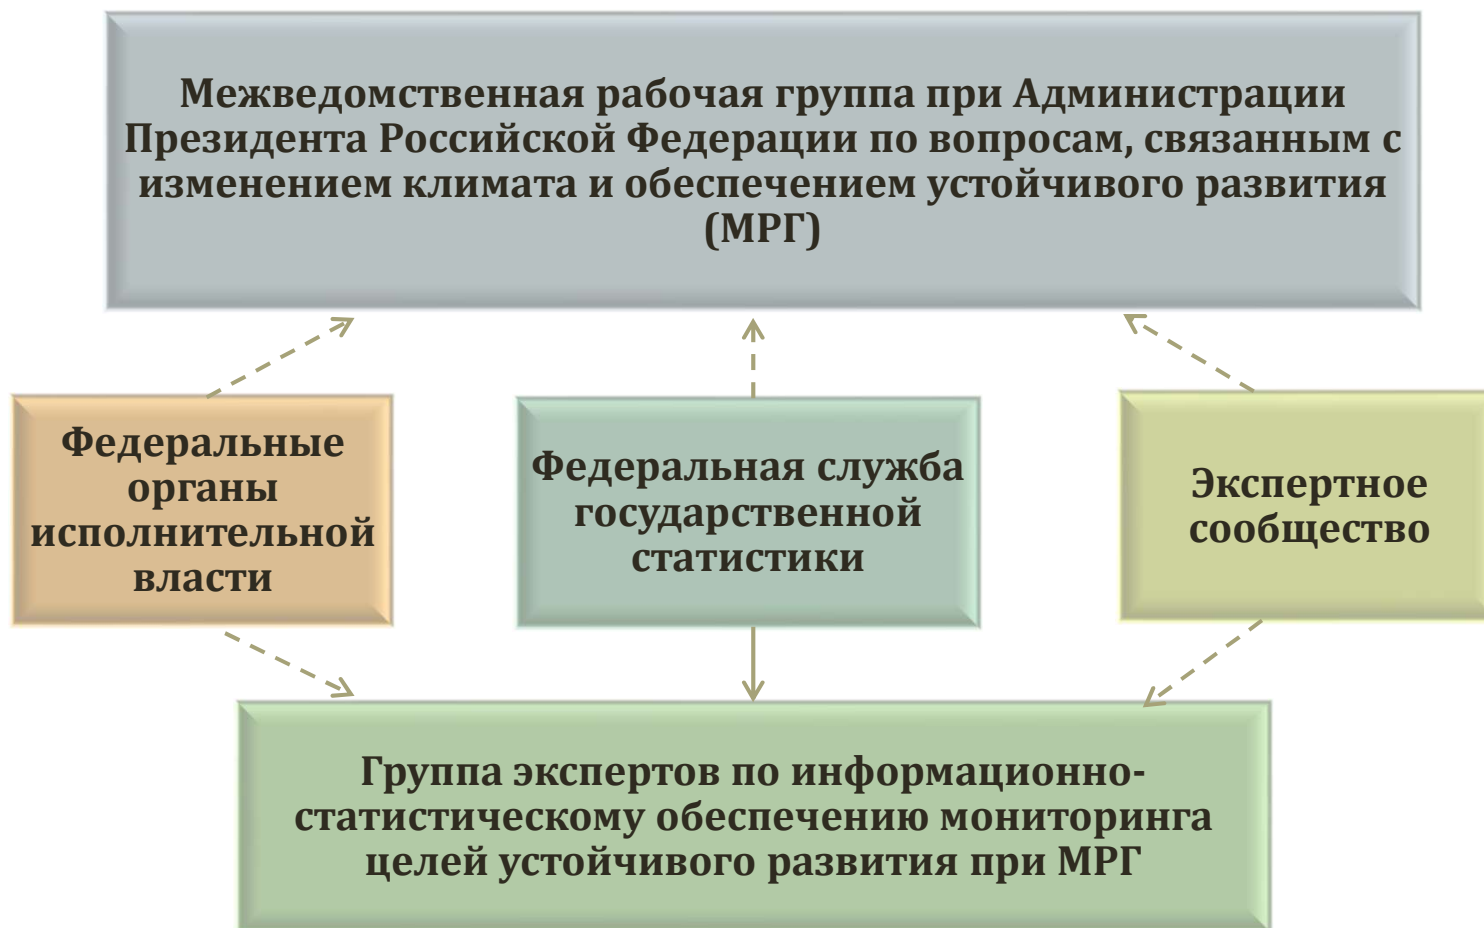 Межведомственная рабочая группа при Администрации
Президента Российской Федерации по вопросам, связанным с
изменением климата и обеспечением устойчивого развития
(МРГ)
Федеральные
органы
исполнительной
власти
Федеральная служба
государственной
статистики
Экспертное
сообщество
Группа экспертов по информационно-
статистическому обеспечению мониторинга
целей устойчивого развития при МРГ